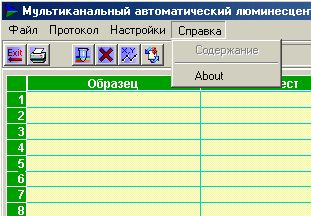 Мультиканальный автоматический люминесцент
Файл Протокол Настройки Справка
Содержание
About
Exit X,Y
Образец ест
1
2
3
4
5
6
7
8